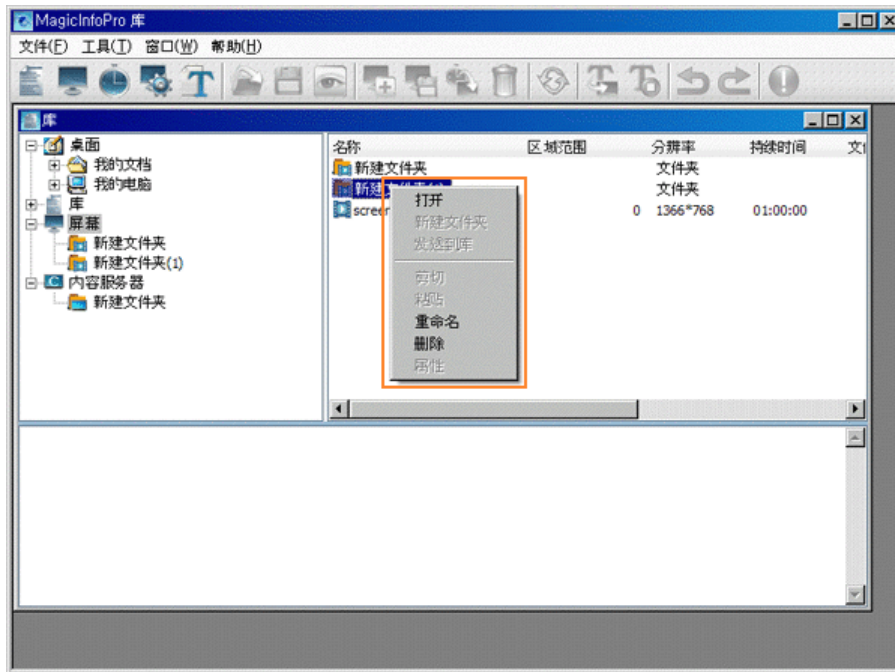 MagicInfoPro 库
文件(F) 工具(T) 窗口(W) 帮助(H)
库
桌面
我的文档
我的电脑
库
屏幕
新建文件夹
新建文件夹(1)
内容服务器
新建文件夹
名称 区域范围 分辨率 持续时间
新建文件夹 文件夹
新建 文件夹
screen 0 1366*768 01:00:00
打开
新建文件夹
发送到库
剪切
粘贴
重命名
删除
属性